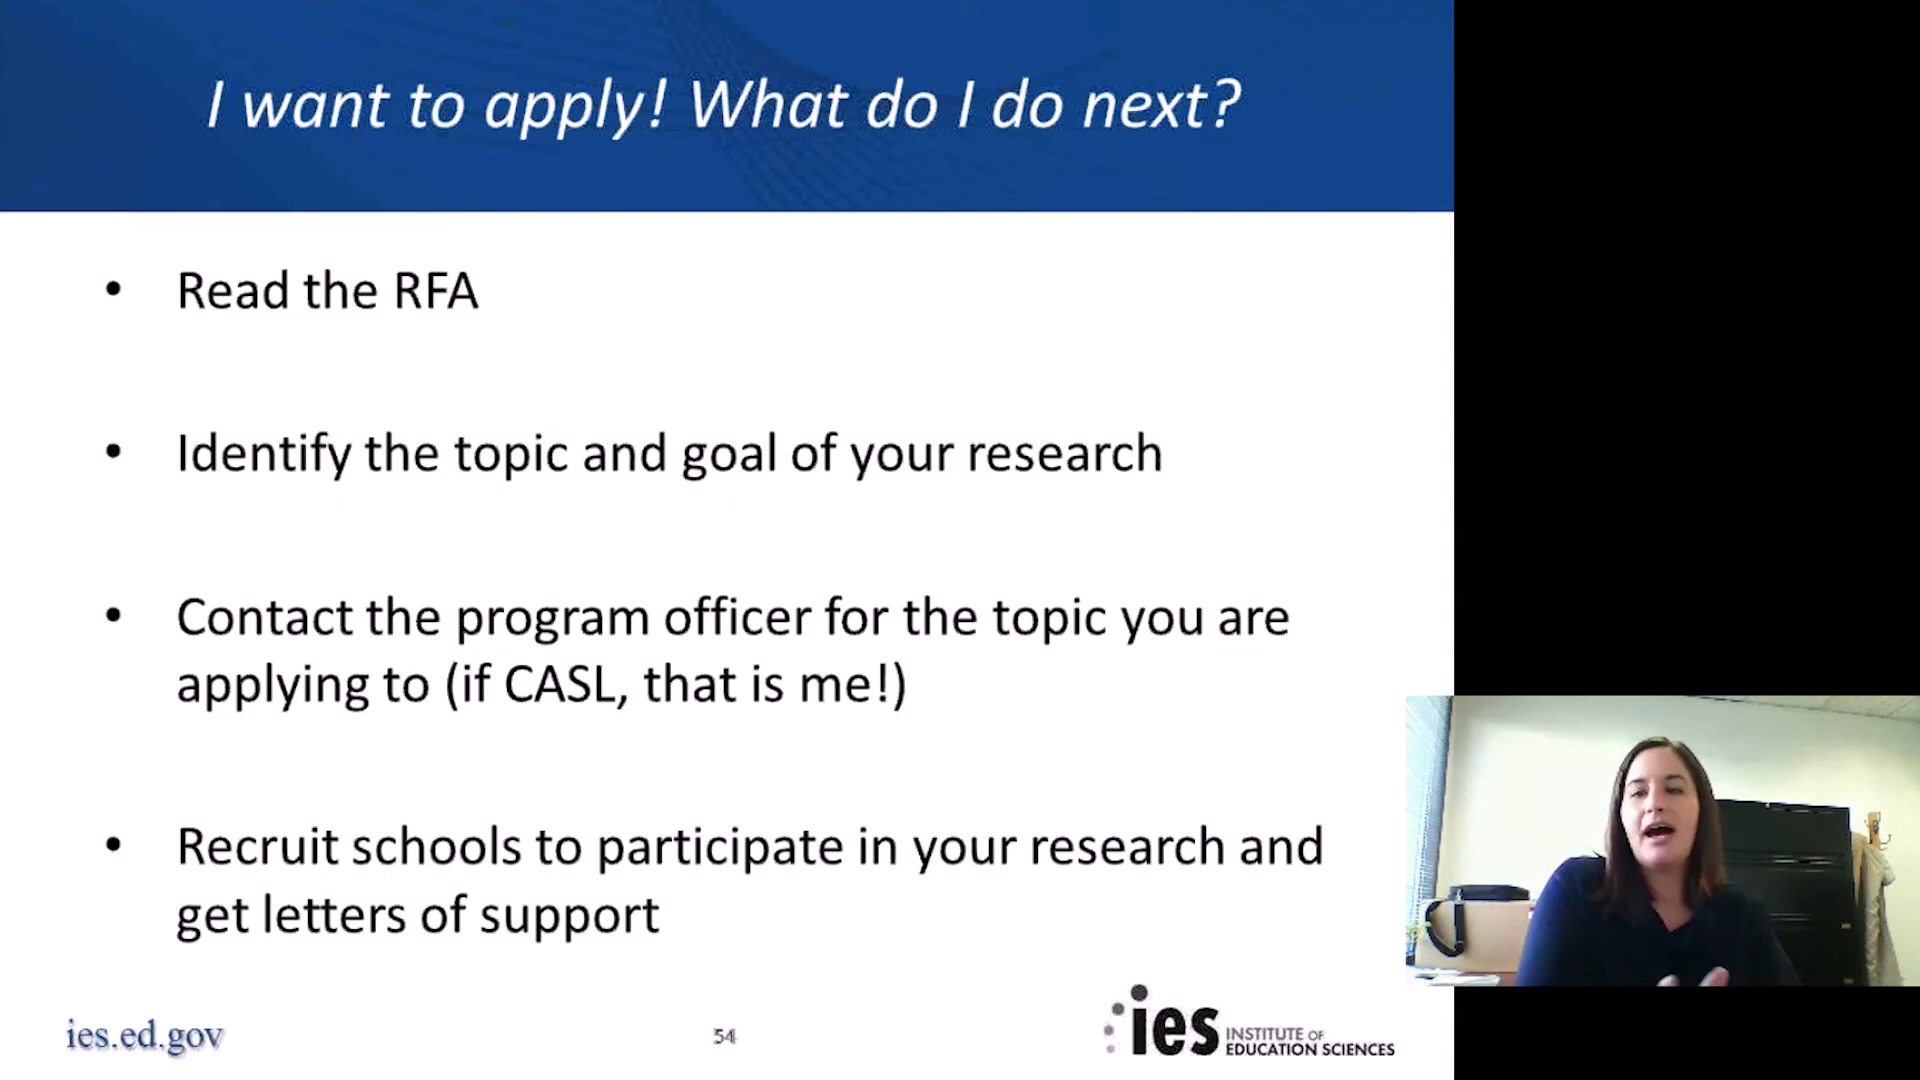 I want to apply! What do I do next?
• Read the RFA
• Identify the topic and goal of your research
• Contact the program officer for the topic you are
applying to (if CASL, that is me!)
• Recruit schools to participate in your research and
get letters of support
ies.ed.gov
54
ies INSTITUTE OF
EDUCATION SCIENCES